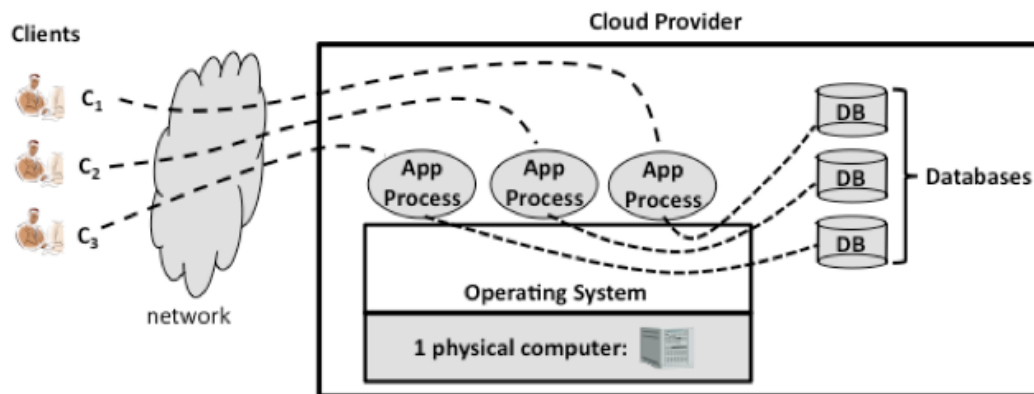 Cloud Provider
Clients
C1
C2
C3
network
App
Process
App
Process
App
Process
DB
DB
DB
Databases
Operating System
1 physical computer: